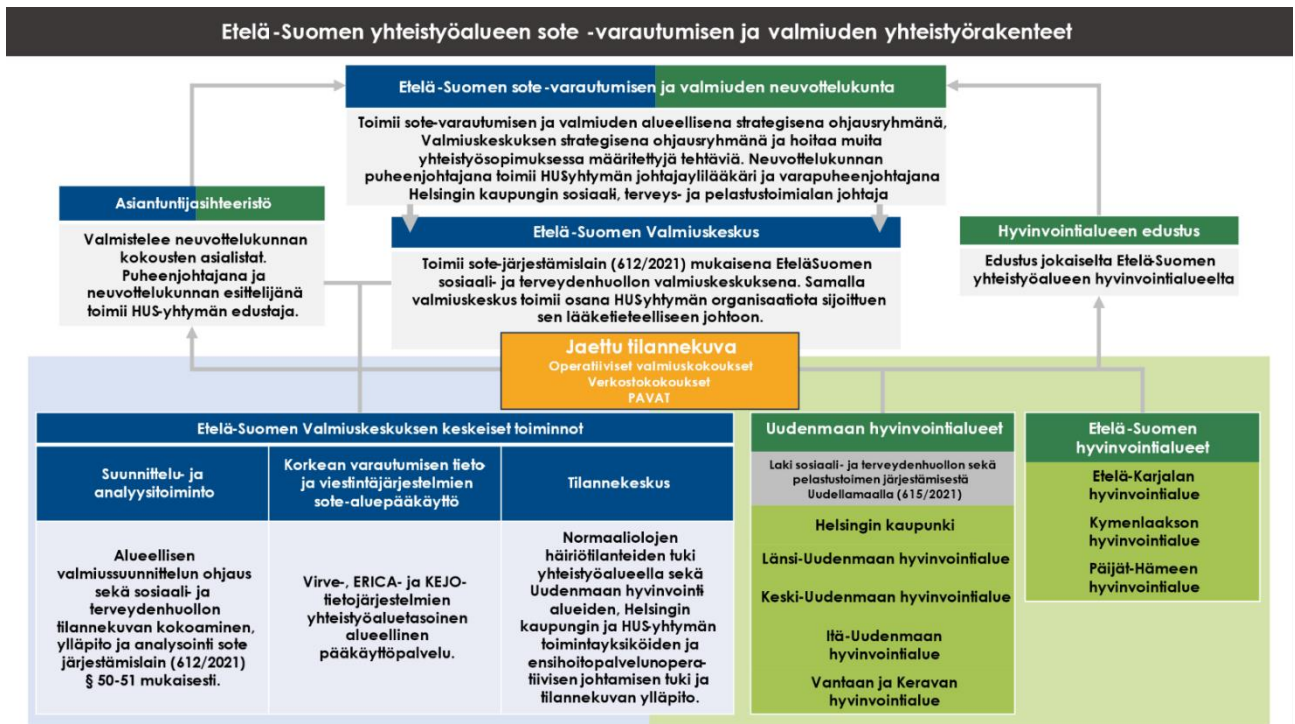 Etelä-Suomen yhteistyöalueen sote -varautumisen ja valmiuden yhteistyörakenteet
Etelä-Suomen sote-varautumisen ja valmiuden neuvottelukunta
Toimii sote-varautumisen ja valmiuden alueellisena strategisena ohjausryhmänä,
Valmiuskeskuksen strategisena ohjausryhmänä ja hoitaa muita
yhteistyösopimuksessa määritettyjä tehtäviä. Neuvottelukunnan
puheenjohtajana toimii HUSyhtymän johtajaylilääkäri ja varapuheenjohtajana
Helsingin kaupungin sosiaali, terveys- ja pelastustoimialan johtaja
Asiantuntijasihteeristö
Valmistelee neuvottelukunnan
kokousten asialistat.
Puheenjohtajana ja
neuvottelukunnan esittelijänä
toimii HUS-yhtymän edustaja.
Etelä-Suomen Valmiuskeskus
Toimii sote-järjestämislain (612/2021) mukaisena EteläSuomen
sosiaali- ja terveydenhuollon valmiuskeskuksena. Samalla
valmiuskeskus toimii osana HUSyhtymän organisaatiota sijoittuen
sen lääketieteelliseen johtoon.
Hyvinvointialueen edustus
Edustus jokaiselta EteläSuomen
yhteistyöalueen hyvinvointialueelta
Jaettu tilannekuva
Operatiiviset valmiuskokoukset
Verkostokokoukset
PAVAT
Etelä-Suomen Valmiuskeskuksen keskeiset toiminnot
Suunnittelu- ja
analyysitoiminto
Alueellisen
valmiussuunnittelun ohjaus
sekä sosiaali- ja
terveydenhuollon
tilannekuvan kokoaminen,
ylläpito ja analysointi sote
järjestämislain (612/2021)
§ 50-51 mukaisesti.
Korkean varautumisen tieto
ja viestintäjärjestelmien
sote-aluepääkäyttö
Virve-, ERICA- ja KEJO-
tietojärjestelmien
yhteistyöaluetasoinen
alueellinen
pääkäyttöpalvelu.
Tilannekeskus
Normaaliolojen
häiriötilanteiden tuki
yhteistyöalueella sekä
Uudenmaan hyvinvointi
alueiden, Helsingin
kaupungin ja HUS-yhtymän
toimintayksiköiden ja
ensihoitopalvelunopera-
tiivisen johtamisen tuki ja
tilannekuvan ylläpito.
Uudenmaan hyvinvointialueet
Laki sosiaali- ja terveydenhuollon sekä
pelastustoimen järjestämisestä
Uudellamaalla (615/2021)
Helsingin kaupunki
Länsi-Uudenmaan hyvinvointialue
Keski-Uudenmaan hyvinvointialue
Itä-Uudenmaan
hyvinvointialue
Vantaan ja Keravan
hyvinvointialue
Etelä-Suomen
hyvinvointialueet
Etelä-Karjalan
hyvinvointialue
Kymenlaakson
hyvinvointialue
Päijät-Hämeen
hyvinvointialue